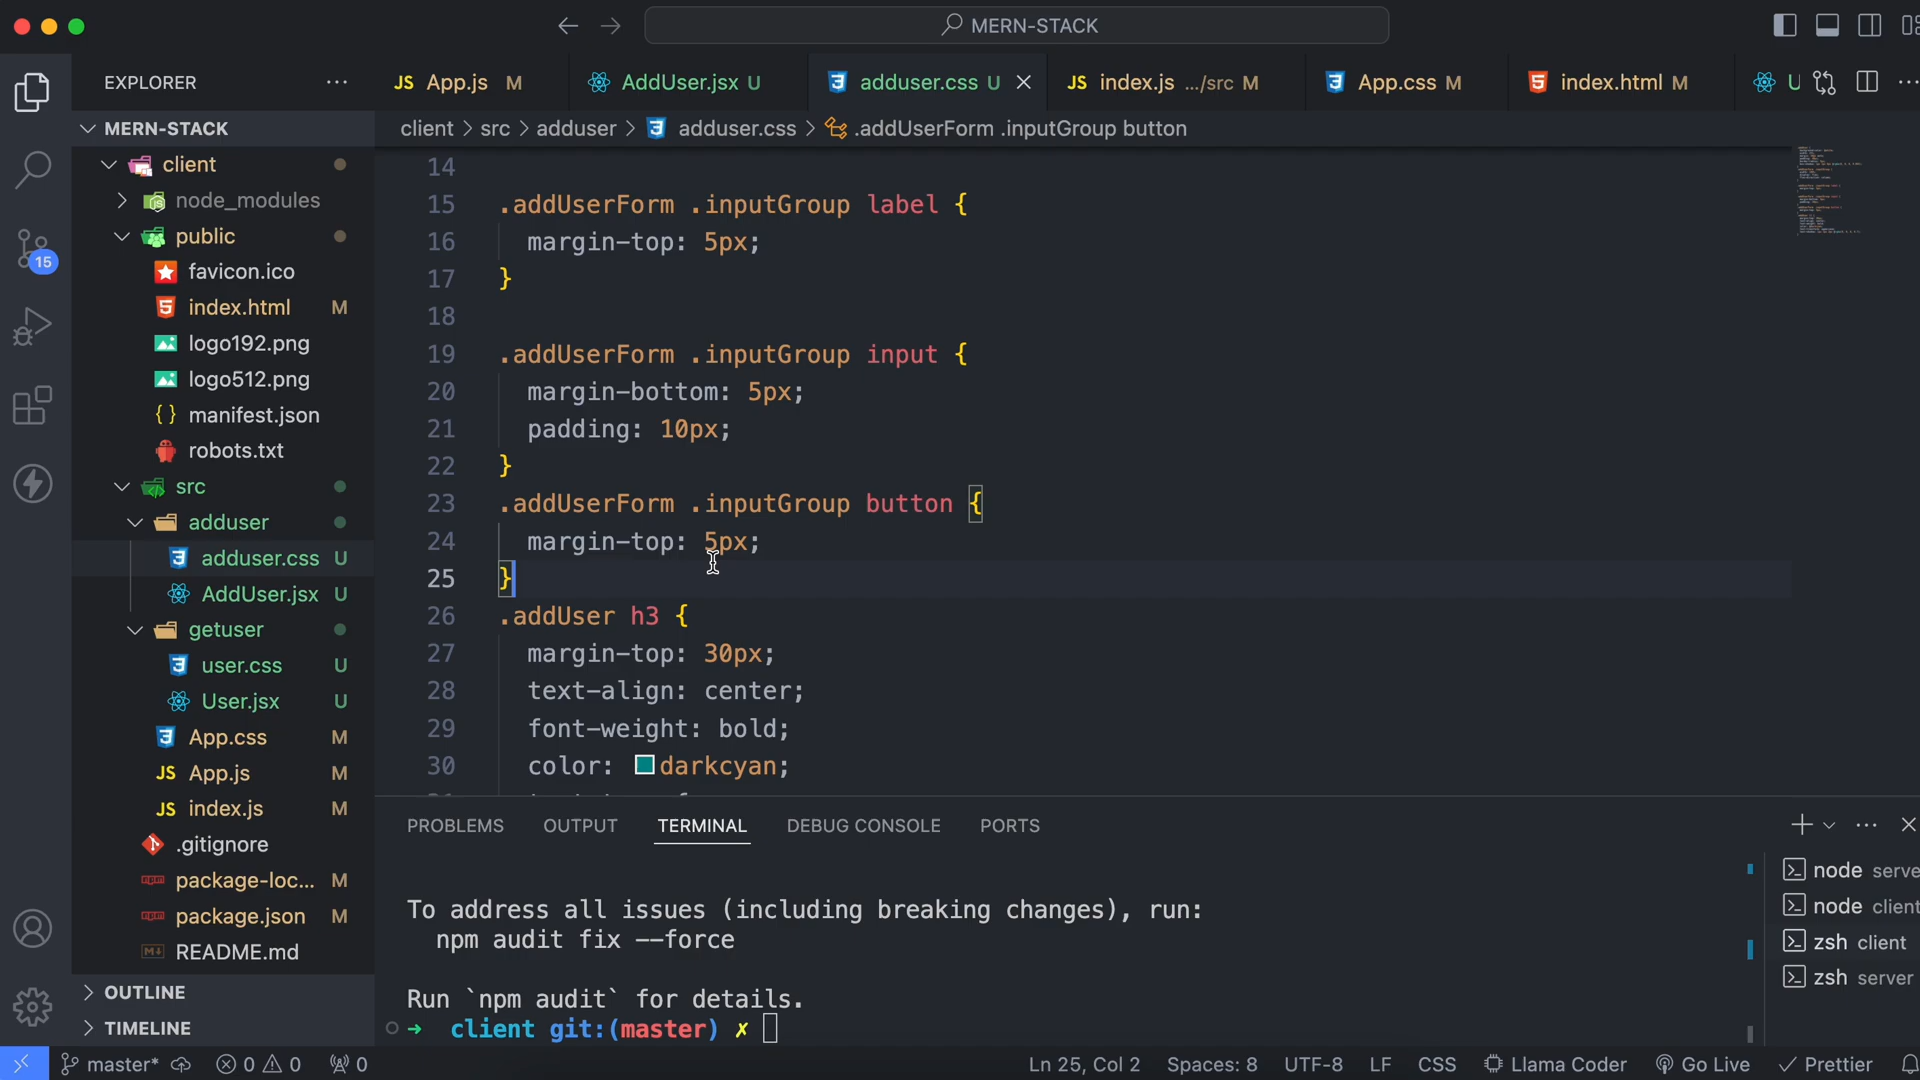 MERN-STACK
EXPLORER
JS App.js M
AddUser.jsx U
adduser.css U
JS index.js .../src M
App.css M
index.html M
U
MERN-STACK
client > src > adduser > adduser.css > .addUserForm .inputGroup button
client
node_modules
public
favicon.ico
index.html M
logo192.png
logo512.png
{} manifest.json
robots.txt
src
adduser
adduser.css U
AddUser.jsx U
getuser
user.css U
User.jsx U
App.css M
JS App.js M
JS index.js M
.gitignore
package-loc... M
package.json M
README.md
OUTLINE
TIMELINE
15
14
15 .addUserForm .inputGroup label {
16 margin-top: 5px;
17 }
18
19 .addUserForm .inputGroup input {
20 margin-bottom: 5px;
21 padding: 10px;
22 }
23 .addUserForm .inputGroup button {
24 margin-top: 5px;
25 }
26 .addUser h3 {
27 margin-top: 30px;
28 text-align: center;
29 font-weight: bold;
30 color: darkcyan;
PROBLEMS OUTPUT TERMINAL DEBUG CONSOLE PORTS
To address all issues (including breaking changes), run:
npm audit fix --force
Run `npm audit` for details.
➜ client git:(master) ✗
node serve
node client
zsh client
zsh server
master* 0 0 0
Ln 25, Col 2 Spaces: 8 UTF-8 LF CSS Llama Coder Go Live Prettier